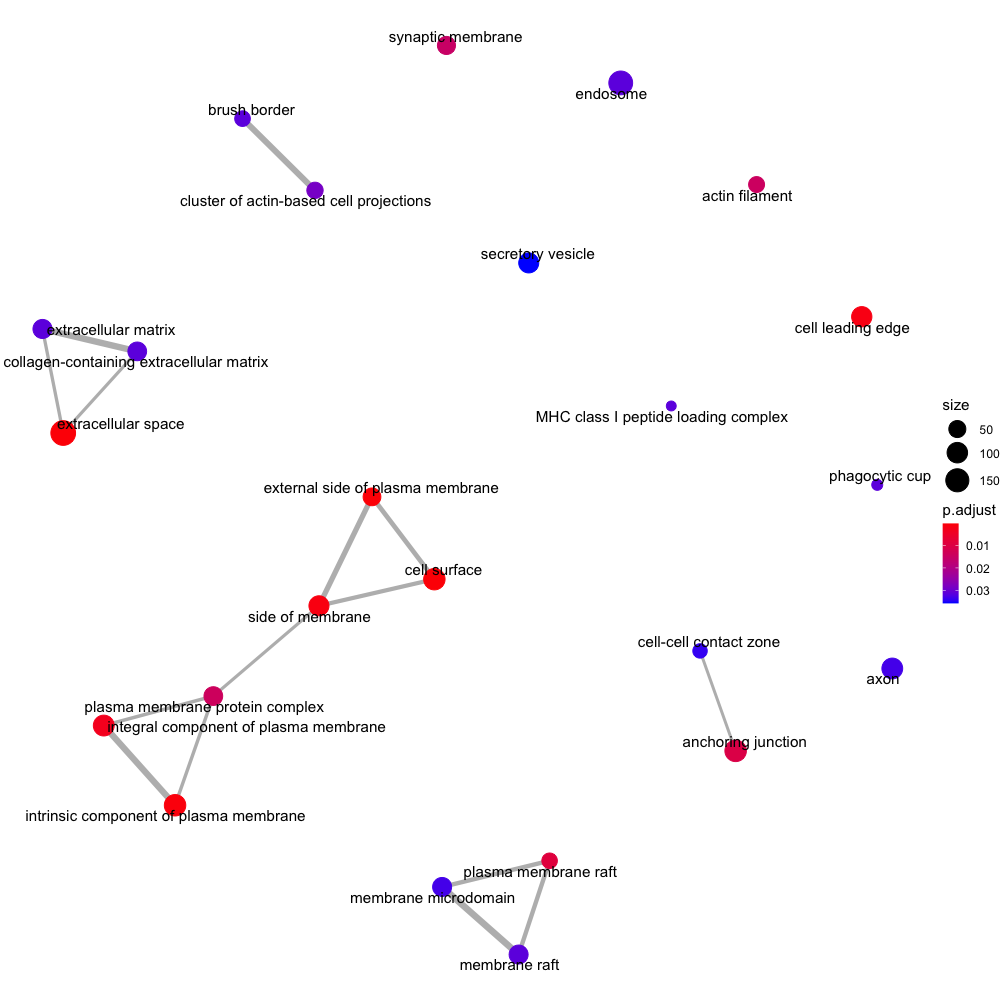 synaptic membrane
endosome
brush border
cluster of actin-based cell projections
actin filament
secretory vesicle
cell leading edge
extracellular matrix
collagen-containing extracellular matrix
extracellular space
MHC class I peptide loading complex
phagocytic cup
external side of plasma membrane
cell surface
side of membrane
cell-cell contact zone
axon
anchoring junction
plasma membrane protein complex
integral component of plasma membrane
intrinsic component of plasma membrane
plasma membrane raft
membrane microdomain
membrane raft
size
50
100
150
p.adjust
0.01
0.02
0.03